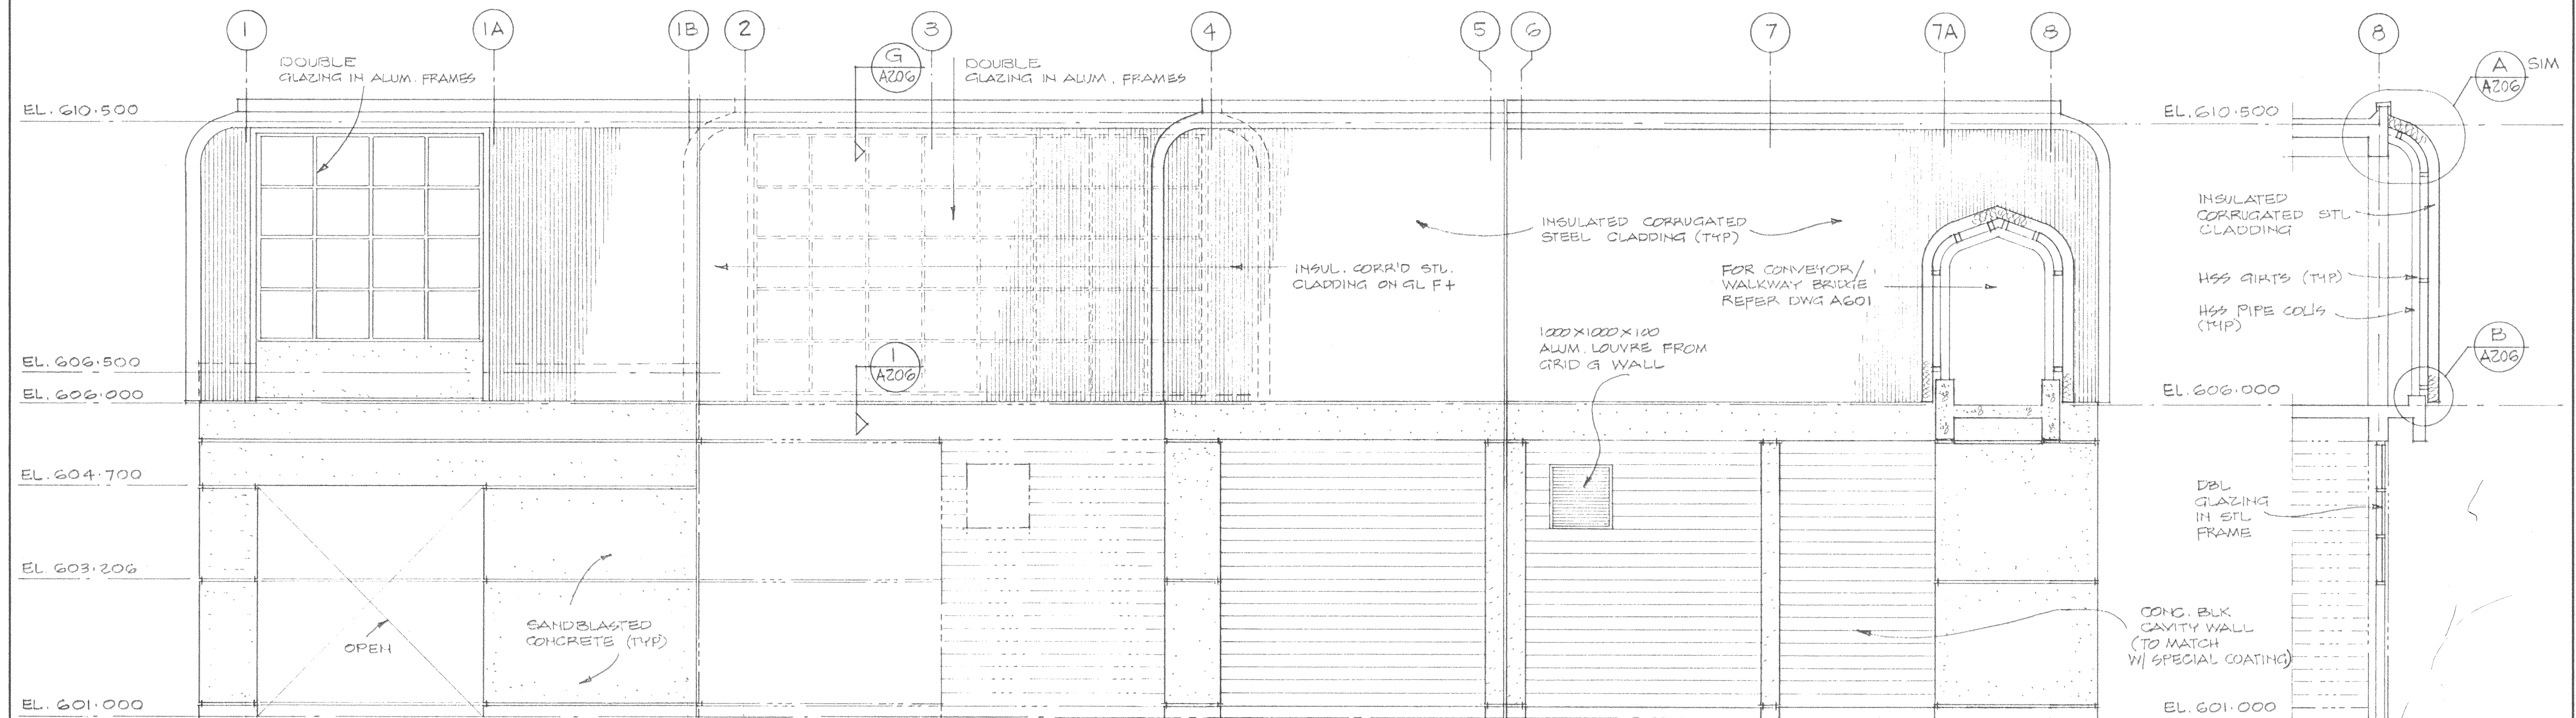 1
1A
1B
2
3
4
5
6
7
7A
8
8
G
A206
A
A206
SIM
DOUBLE
GLAZING IN ALUM. FRAMES
DOUBLE
GLAZING IN ALUM. FRAMES
EL. 610.500
EL. 610.500
INSULATED
CORRUGATED STL
CLADDING
INSULATED CORRUGATED
STEEL CLADDING (TYP)
INSUL. CORR'D STL.
CLADDING ON GL F+
FOR CONVEYOR/
WALKWAY BRIDGE
REFER DWG A601
HSS GIRTS (TYP)
HSS PIPE COL'S
(TYP)
1000X1000X100
ALUM. LOUVRE FROM
GRID G WALL
I
A206
B
A206
EL. 606.500
EL. 606.000
EL. 606.000
EL. 604.700
DBL
GLAZING
IN STL
FRAME
EL. 603.206
SANDBLASTED
CONCRETE (TYP)
OPEN
CONC. BLK
CAVITY WALL
(TO MATCH
W/ SPECIAL COATING)
EL. 601.000
EL. 601.000